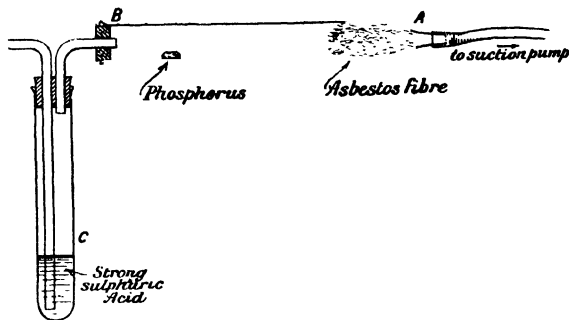 B
A
to suction pump
Phosphorus
Asbestos fibre
C
Strong
sulphuric
Acid